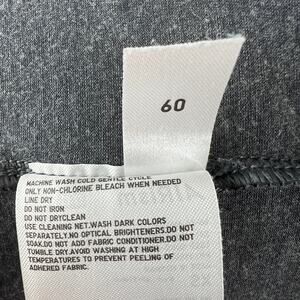 60
MACHINE WASH COLD GENTLE CYCLE
ONLY NON-CHLORINE BLEACH WHEN NEEDED
LINE DRY
DO NOT IRON
DO NOT DRYCLEAN
USE CLEANING NET.WASH DARK COLORS
SEPARATELY.NO OPTICAL BRIGHTENERS.DO NOT
SOAK.DO NOT ADD FABRIC CONDITIONER.DO NOT
TUMBLE DRY.AVOID WASHING AT HIGH
TEMPERATURES TO PREVENT PEELING OF
ADHERED FABRIC.